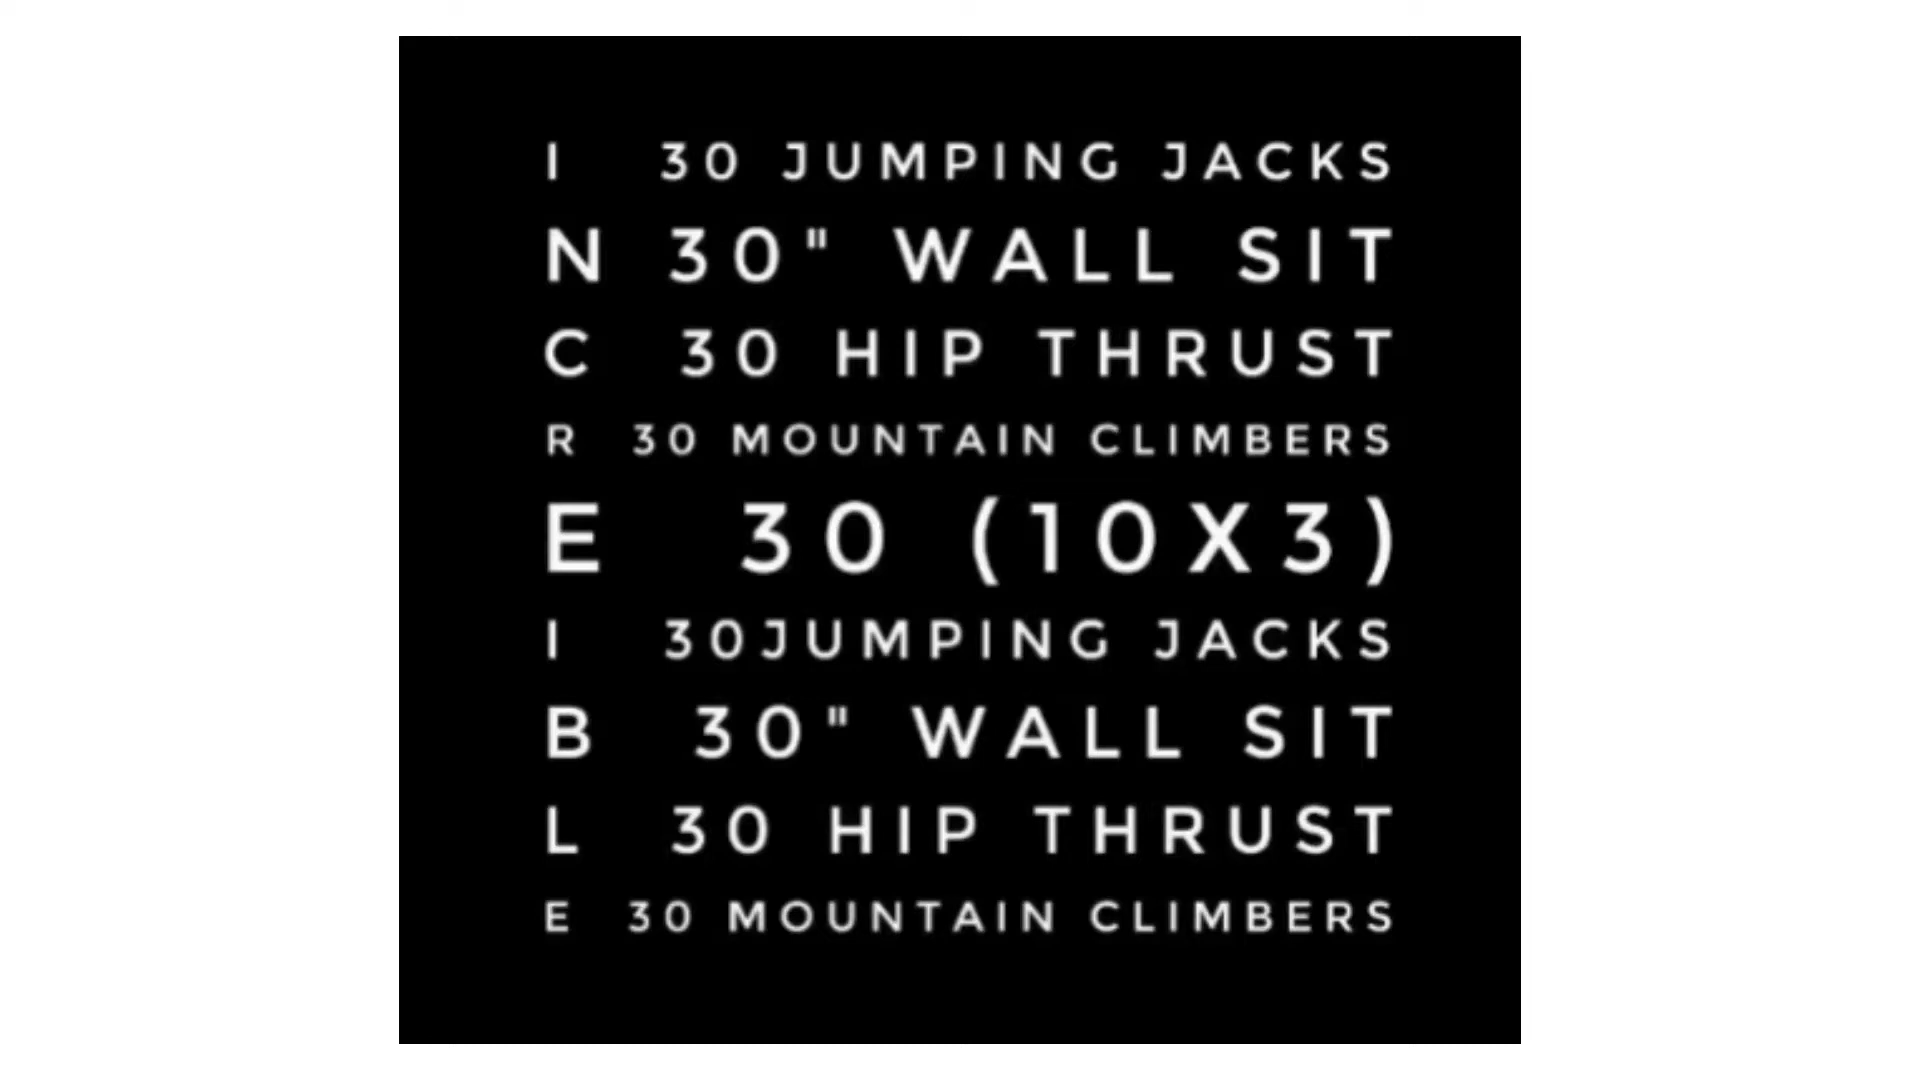 I 30 JUMPING JACKS
N 30" WALL SIT
C 30 HIP THRUST
R 30 MOUNTAIN CLIMBERS
E 30 (10X3)
I 30JUMPING JACKS
B 30" WALL SIT
L 30 HIP THRUST
E 30 MOUNTAIN CLIMBERS